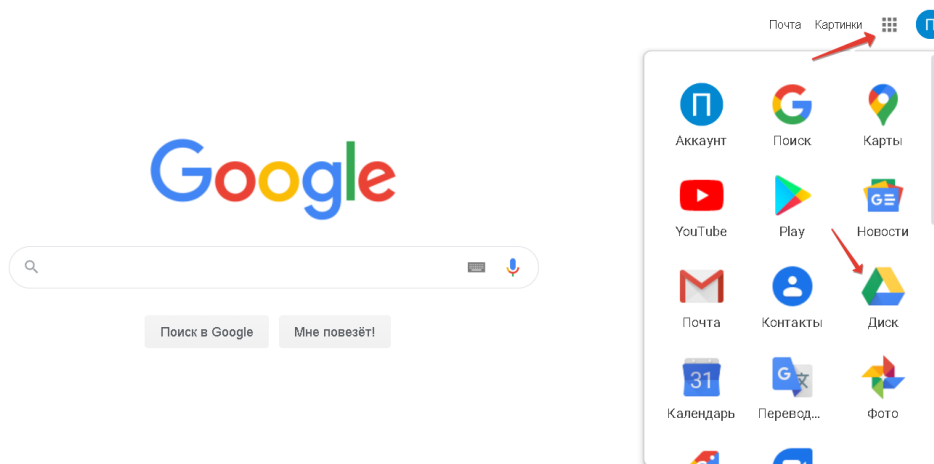 Почта Картинки П
Google
Поиск в Google Мне повезёт!
П G
Аккаунт Поиск Карты
G
YouTube Play Новости
Почта Контакты Диск
31 G 文
Календарь Перевод... Фото